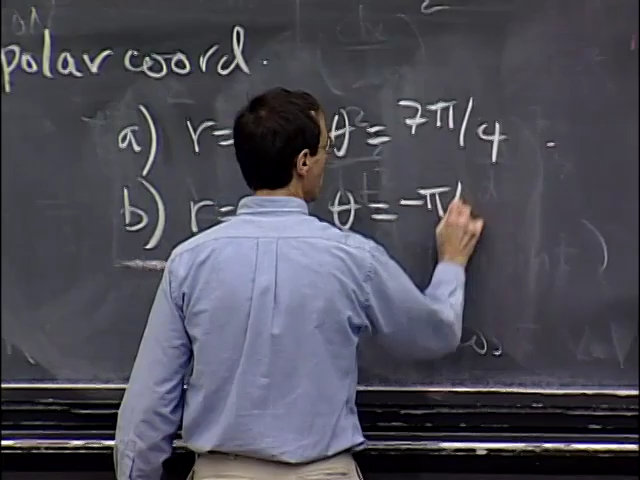 polar coord.
a) r= θ = 7π/4
b) r= θ = -π/